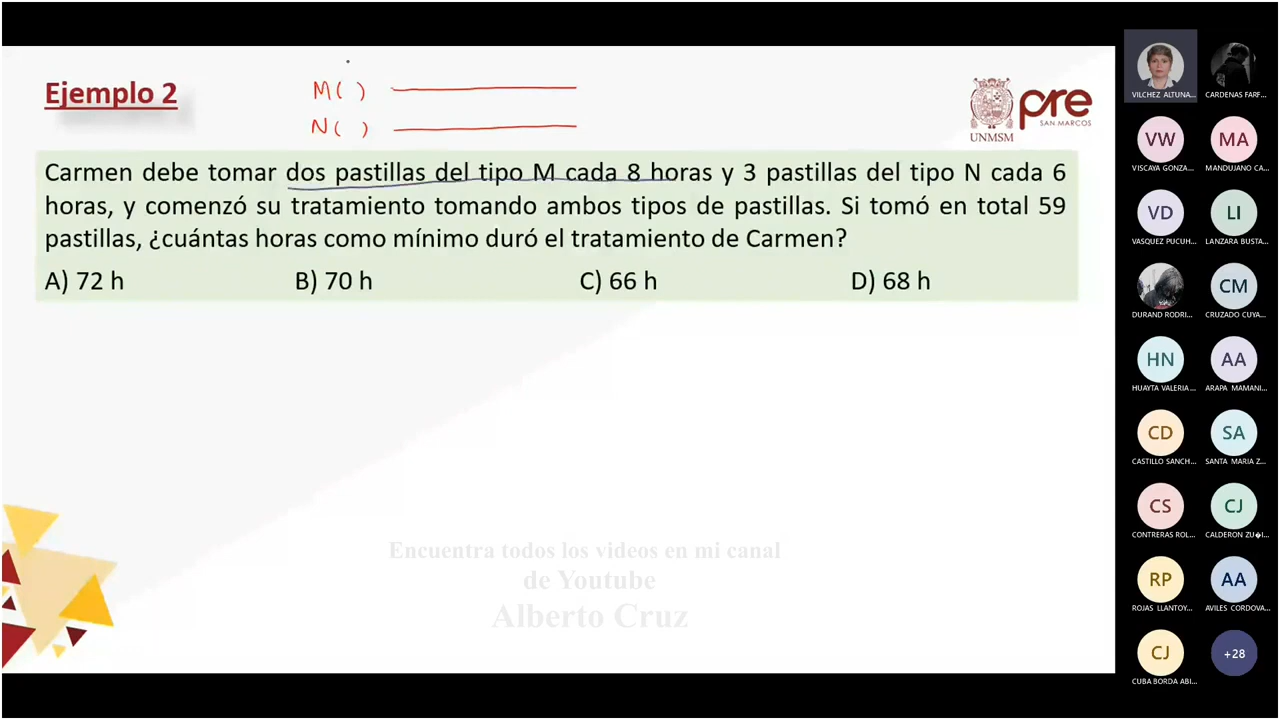 Ejemplo 2
M( )
N( )
UNMSM
pre
SAN MARCOS
Carmen debe tomar dos pastillas del tipo M cada 8 horas y 3 pastillas del tipo N cada 6
horas, y comenzó su tratamiento tomando ambos tipos de pastillas. Si tomó en total 59
pastillas, ¿cuántas horas como mínimo duró el tratamiento de Carmen?
A) 72 h B) 70 h C) 66 h D) 68 h
Encuentra todos los videos en mi canal
de Youtube
Alberto Cruz
VILCHEZ ALTUNA... CARDENAS FARF...
VW MA
VISCAYA GONZA... MANDUJANO CA...
VD LI
VASQUEZ PUCUH... LANZARA BUSTA...
CM
DURAND RODRI... CRUZADO CUYA...
HN AA
HUAYTA VALERIA... ARAPA MAMANI...
CD SA
CASTILLO SANCH... SANTA MARIA Z...
CS CJ
CONTRERAS ROL... CALDERON ZU�I...
RP AA
ROJAS LLANTOY... AVILES CORDOVA...
CJ +28
CUBA BORDA ABI...